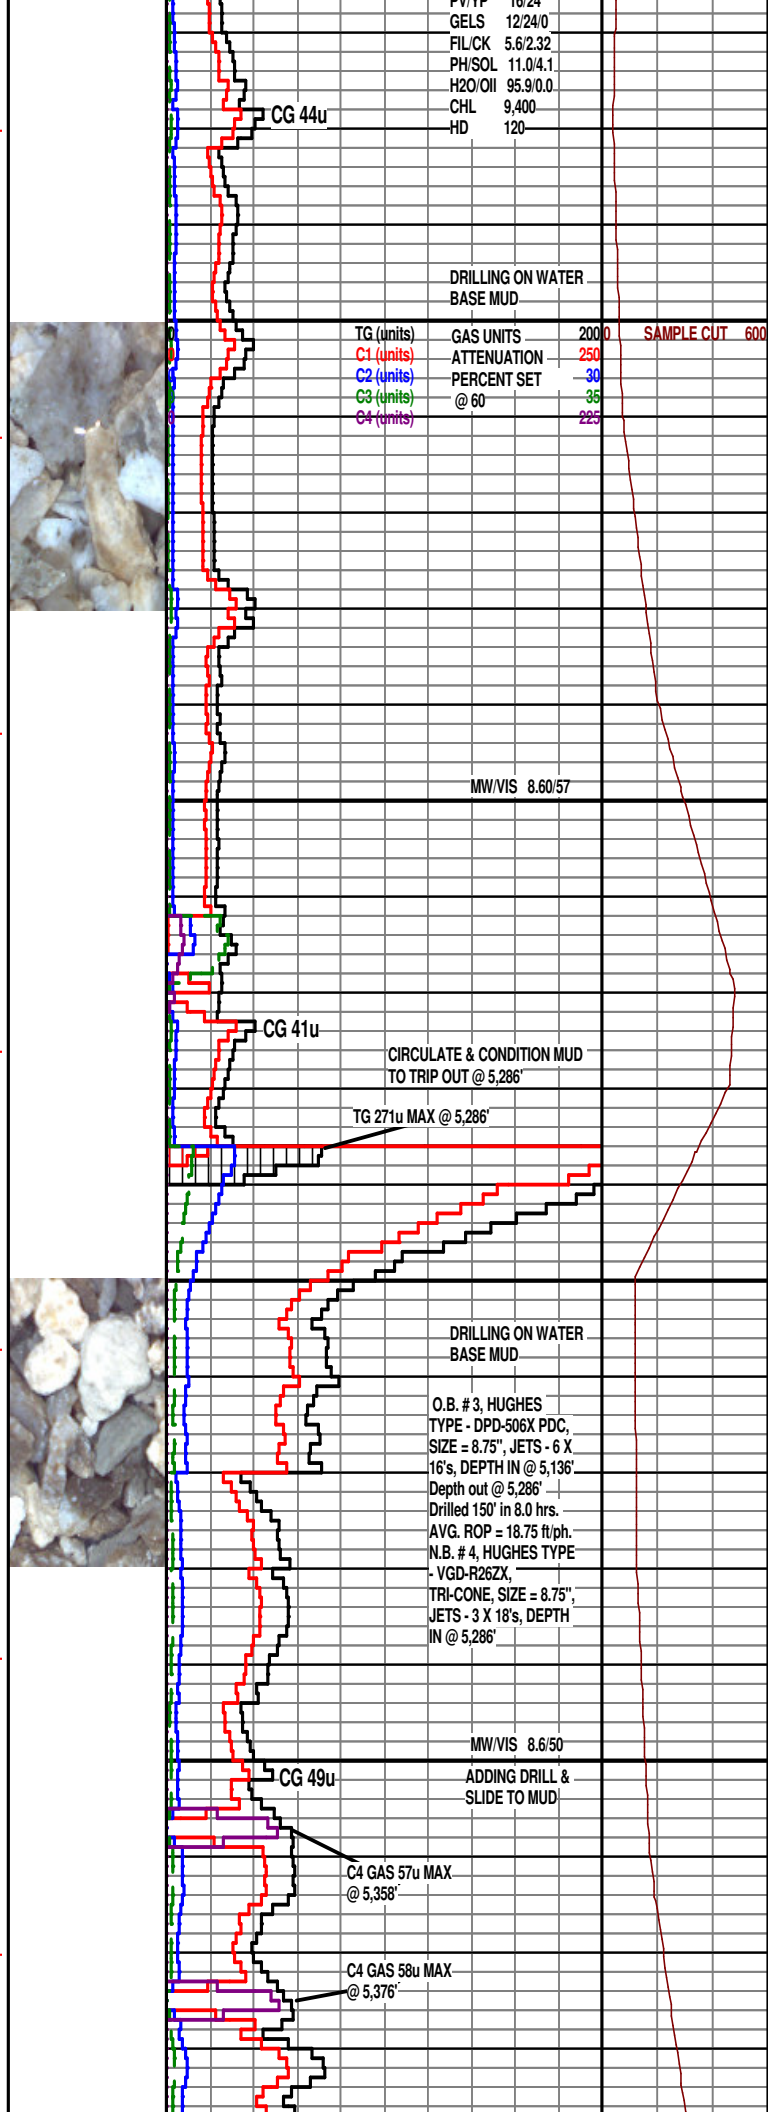 PV/YP 16/24
GELS 12/24/0
FIL/CK 5.6/2.32
PH/SOL 11.0/4.1
H2O/Oil 95.9/0.0
CHL 9,400
HD 120
CG 44u
DRILLING ON WATER
BASE MUD
TG (units) GAS UNITS 200 0 SAMPLE CUT 600
C1 (units) ATTENUATION 250
C2 (units) PERCENT SET 30
C3 (units) @ 60 35
C4 (units) 225
MW/VIS 8.60/57
CG 41u
CIRCULATE & CONDITION MUD
TO TRIP OUT @ 5,286'
TG 271u MAX @ 5,286'
DRILLING ON WATER
BASE MUD
O.B. # 3, HUGHES
TYPE - DPD-506X PDC,
SIZE = 8.75", JETS - 6 X
16's, DEPTH IN @ 5,136'
Depth out @ 5,286'
Drilled 150' in 8.0 hrs.
AVG. ROP = 18.75 ft/ph.
N.B. # 4, HUGHES TYPE
- VGD-R26ZX,
TRI-CONE, SIZE = 8.75",
JETS - 3 X 18's, DEPTH
IN @ 5,286'
MW/VIS 8.6/50
CG 49u
ADDING DRILL &
SLIDE TO MUD
C4 GAS 57u MAX
@ 5,358'
C4 GAS 58u MAX
@ 5,376'